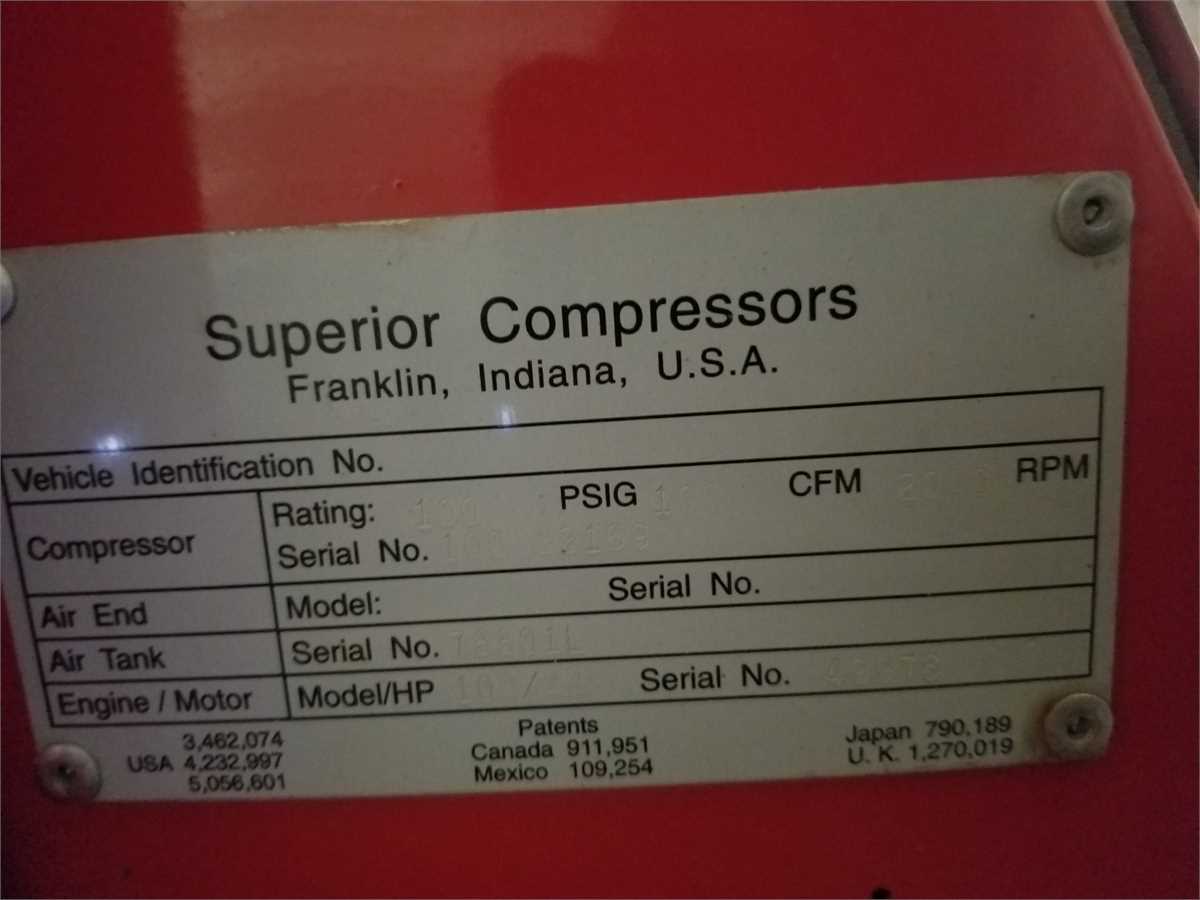 Superior Compressors
Franklin, Indiana, U.S.A.
Vehicle Identification No.
Compressor Rating: PSIG CFM RPM
Serial No.
Air End Model: Serial No.
Air Tank Serial No.
Engine / Motor Model/HP Serial No.
Patents
3,462,074
USA 4,232,997
5,056,601
Canada 911,951
Mexico 109,254
Japan 790,189
U. K. 1,270,019